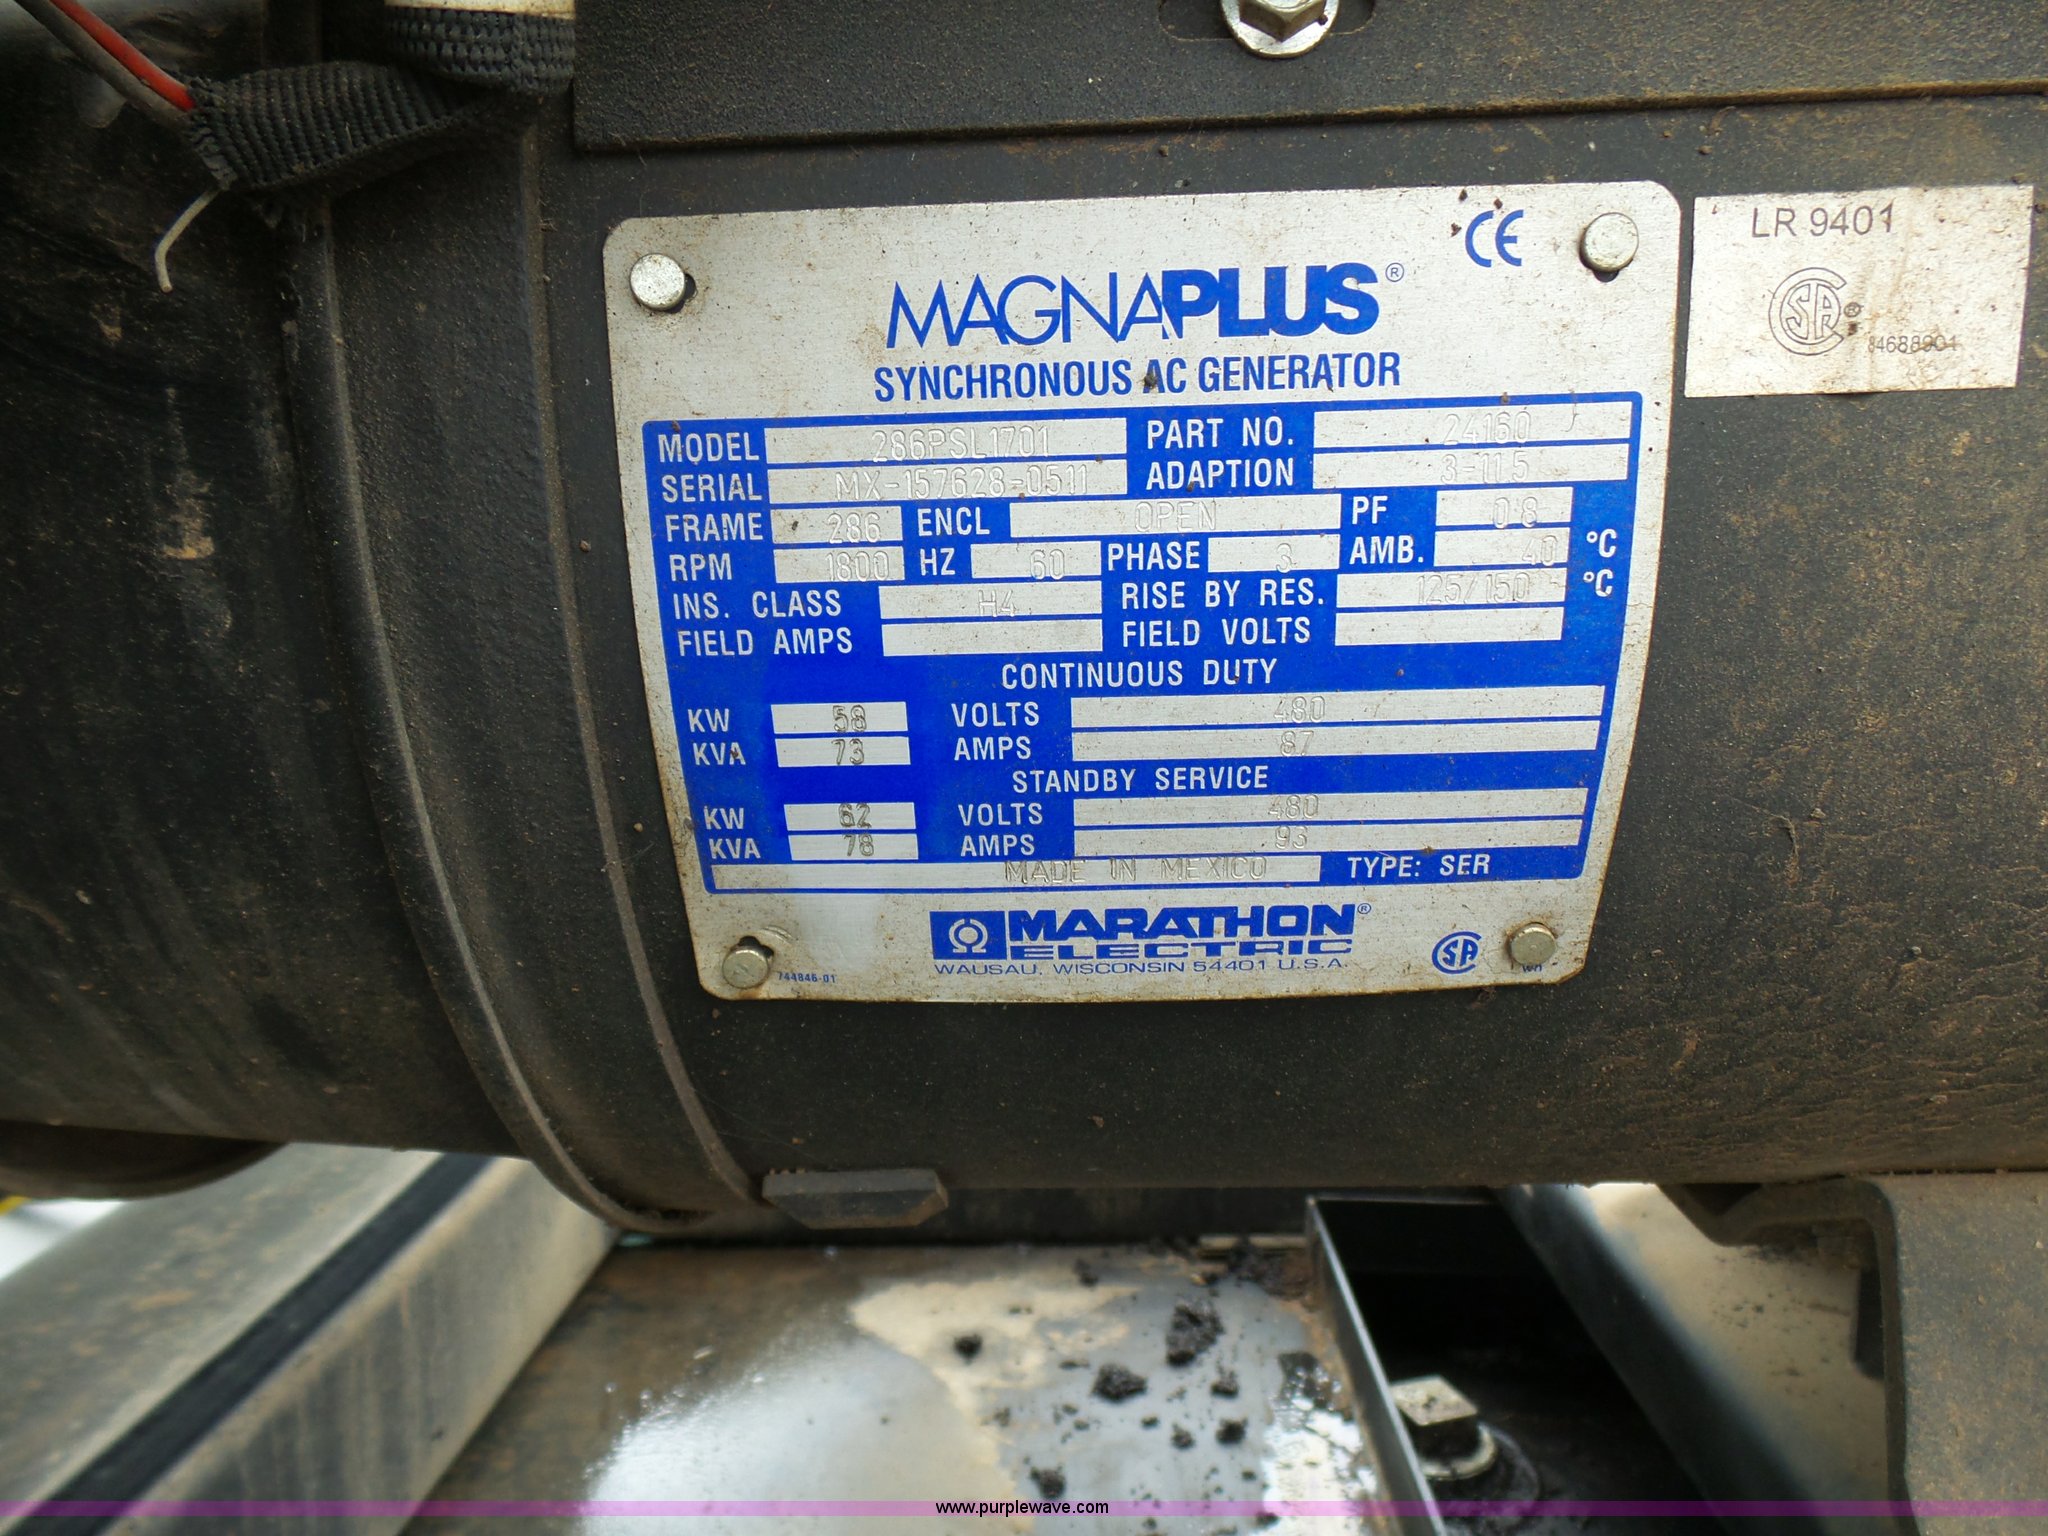 CE
MAGNAPLUS®
SYNCHRONOUS AC GENERATOR
MODEL 286PSL1701 PART NO. 24160
SERIAL MX-157628-0511 ADAPTION 3-11.5
FRAME 286 ENCL OPEN PF 0.8
RPM 1800 HZ 60 PHASE 3 AMB. 40 °C
INS. CLASS H4 RISE BY RES. 125/150 °C
FIELD AMPS FIELD VOLTS
CONTINUOUS DUTY
KW 58 VOLTS 480
KVA 73 AMPS 87
STANDBY SERVICE
KW 62 VOLTS 480
KVA 78 AMPS 93
MADE IN MEXICO TYPE: SER
MARATHON®
ELECTRIC
WAUSAU, WISCONSIN 54401 U.S.A.
744846-01
SA
LR 9401
SA ®
84688901
www.purplewave.com